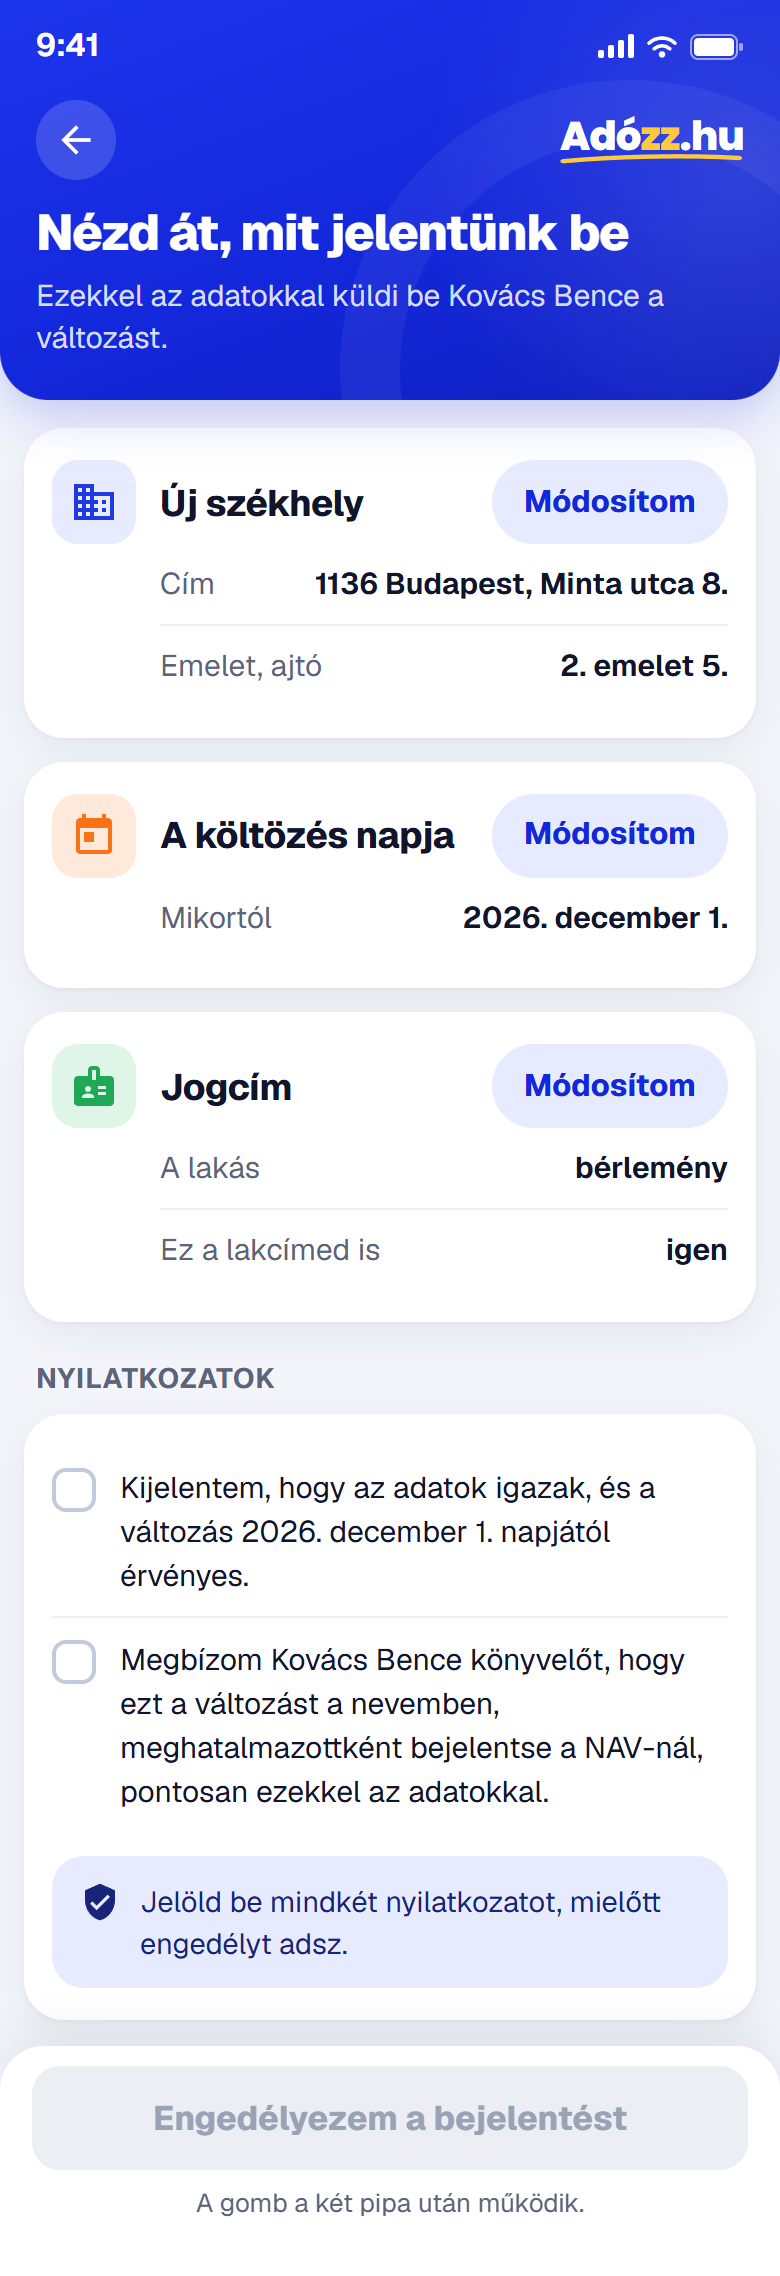 9:41
Adózz.hu
Nézd át, mit jelentünk be
Ezekkel az adatokkal küldi be Kovács Bence a
változást.
Új székhely
Módosítom
Cím
1136 Budapest, Minta utca 8.
Emelet, ajtó
2. emelet 5.
A költözés napja
Módosítom
Mikortól
2026. december 1.
Jogcím
Módosítom
A lakás
bérlemény
Ez a lakcímed is
igen
NYILATKOZATOK
Kijelentem, hogy az adatok igazak, és a
változás 2026. december 1. napjától
érvényes.
Megbízom Kovács Bence könyvelőt, hogy
ezt a változást a nevemben,
meghatalmazottként bejelentse a NAV-nál,
pontosan ezekkel az adatokkal.
Jelöld be mindkét nyilatkozatot, mielőtt
engedélyt adsz.
Engedélyezem a bejelentést
A gomb a két pipa után működik.